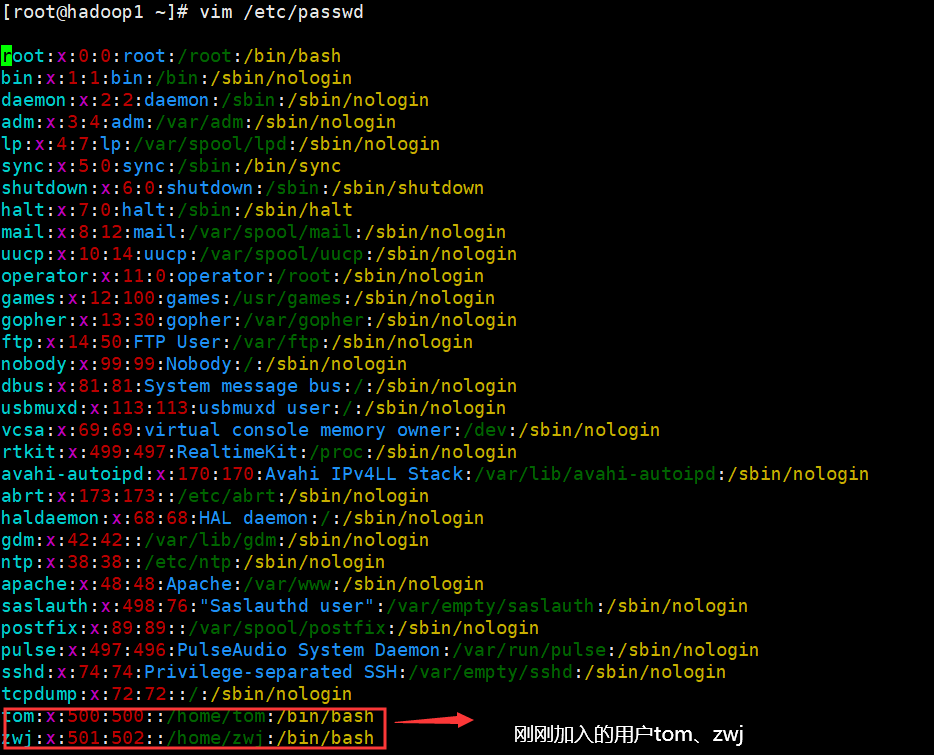 [root@hadoop1 ~]# vim /etc/passwd
root:x:0:0:root:/root:/bin/bash
bin:x:1:1:bin:/bin:/sbin/nologin
daemon:x:2:2:daemon:/sbin:/sbin/nologin
adm:x:3:4:adm:/var/adm:/sbin/nologin
lp:x:4:7:lp:/var/spool/lpd:/sbin/nologin
sync:x:5:0:sync:/sbin:/bin/sync
shutdown:x:6:0:shutdown:/sbin:/sbin/shutdown
halt:x:7:0:halt:/sbin:/sbin/halt
mail:x:8:12:mail:/var/spool/mail:/sbin/nologin
uucp:x:10:14:uucp:/var/spool/uucp:/sbin/nologin
operator:x:11:0:operator:/root:/sbin/nologin
games:x:12:100:games:/usr/games:/sbin/nologin
gopher:x:13:30:gopher:/var/gopher:/sbin/nologin
ftp:x:14:50:FTP User:/var/ftp:/sbin/nologin
nobody:x:99:99:Nobody:/:/sbin/nologin
dbus:x:81:81:System message bus:/:/sbin/nologin
usbmuxd:x:113:113:usbmuxd user:/:/sbin/nologin
vcsa:x:69:69:virtual console memory owner:/dev:/sbin/nologin
rtkit:x:499:497:RealtimeKit:/proc:/sbin/nologin
avahi-autoipd:x:170:170:Avahi IPv4LL Stack:/var/lib/avahi-autoipd:/sbin/nologin
abrt:x:173:173::/etc/abrt:/sbin/nologin
haldaemon:x:68:68:HAL daemon:/:/sbin/nologin
gdm:x:42:42::/var/lib/gdm:/sbin/nologin
ntp:x:38:38::/etc/ntp:/sbin/nologin
apache:x:48:48:Apache:/var/www:/sbin/nologin
saslauth:x:498:76:"Saslauthd user":/var/empty/saslauth:/sbin/nologin
postfix:x:89:89::/var/spool/postfix:/sbin/nologin
pulse:x:497:496:PulseAudio System Daemon:/var/run/pulse:/sbin/nologin
sshd:x:74:74:Privilege-separated SSH:/var/empty/sshd:/sbin/nologin
tcpdump:x:72:72::/:/sbin/nologin
tom:x:500:500::/home/tom:/bin/bash
zwj:x:501:502::/home/zwj:/bin/bash
刚刚加入的用户tom、zwj